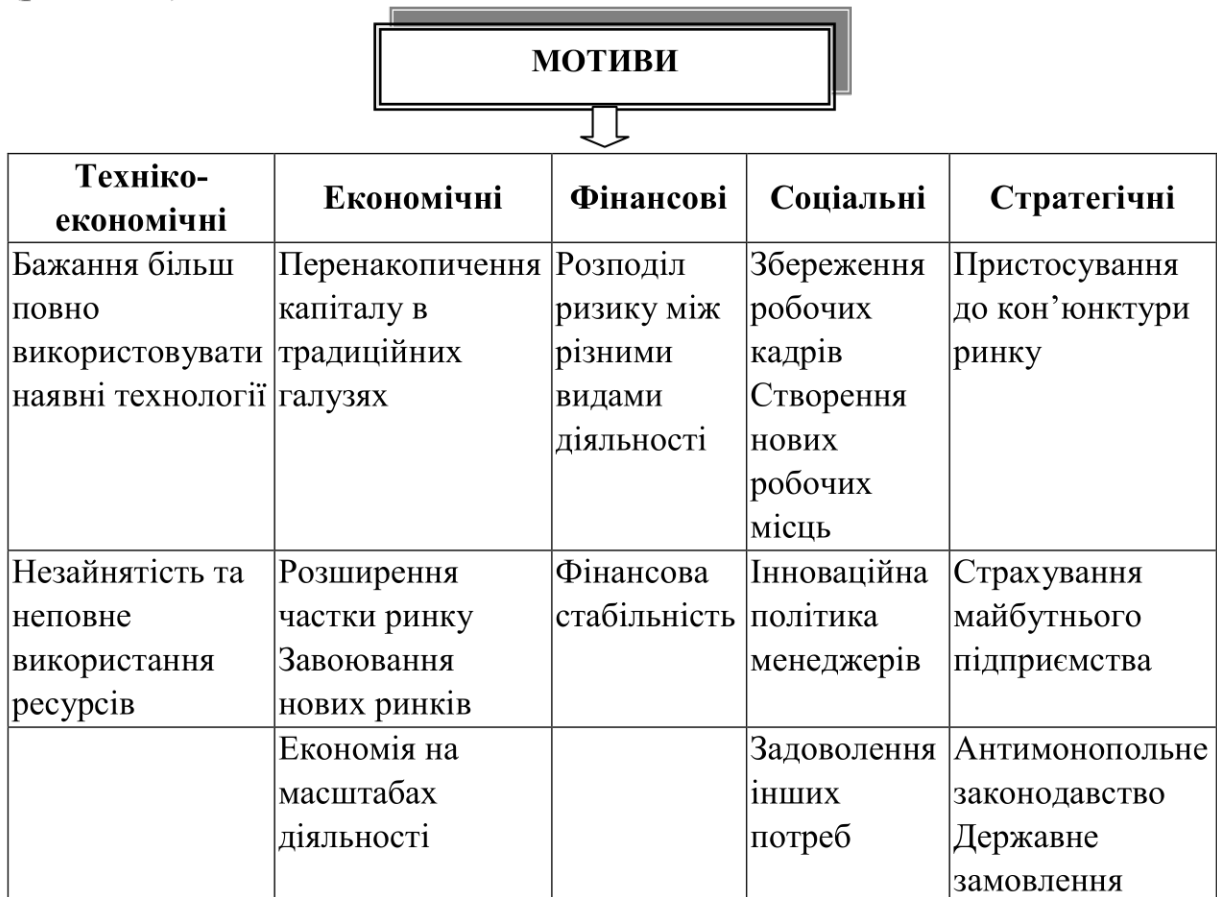 МОТИВИ
Техніко-
економічні
Економічні
Фінансові
Соціальні
Стратегічні
Бажання більш
повно
використовувати
наявні технології
Перенакопичення
капіталу в
традиційних
галузях
Розподіл
ризику між
різними
видами
діяльності
Збереження
робочих
кадрів
Створення
нових
робочих
місць
Пристосування
до кон’юнктури
ринку
Незайнятість та
неповне
використання
ресурсів
Розширення
частки ринку
Завоювання
нових ринків
Фінансова
стабільність
Інноваційна
політика
менеджерів
Страхування
майбутнього
підприємства
Економія на
масштабах
діяльності
Задоволення
інших
потреб
Антимонопольне
законодавство
Державне
замовлення